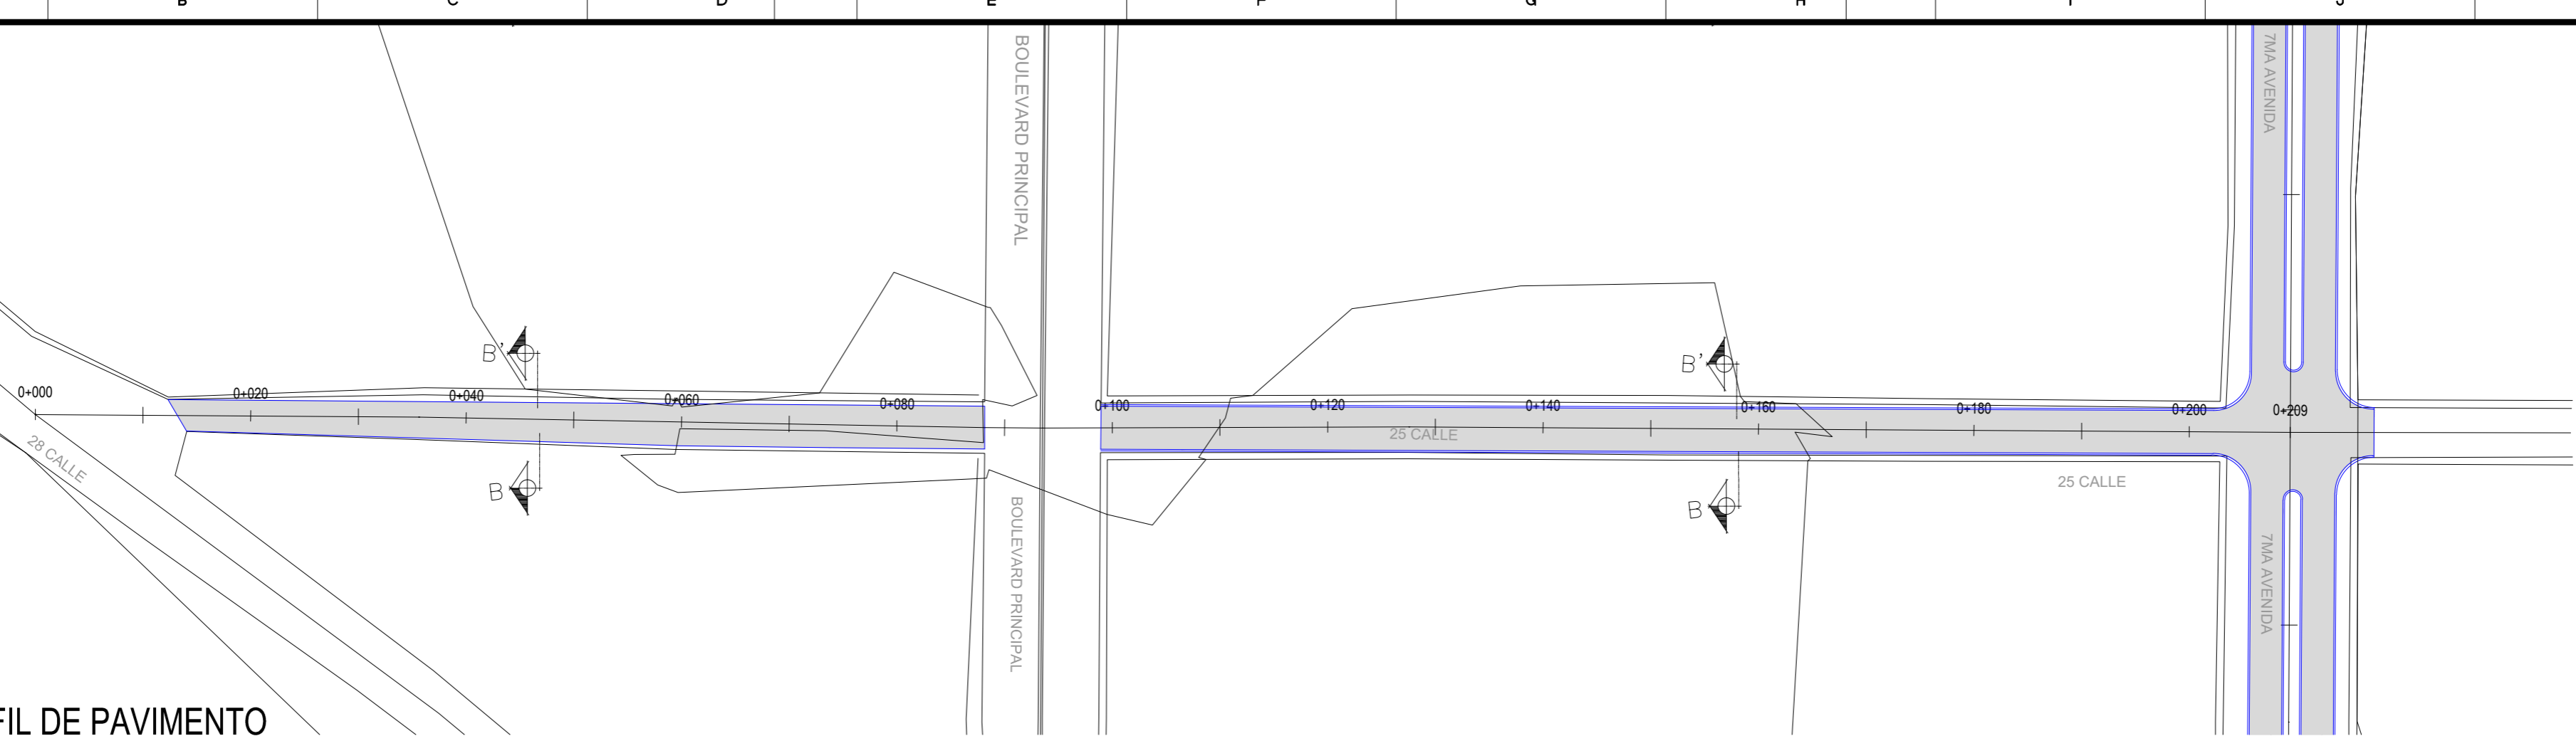 B C D E F G H I J
BOULEVARD PRINCIPAL
7MA AVENIDA
B'
B'
0+000
0+020
0+040
0+060
0+080
0+100
0+120
0+140
0+160
0+180
0+200
0+209
25 CALLE
28 CALLE
25 CALLE
B
B
BOULEVARD PRINCIPAL
7MA AVENIDA
FIL DE PAVIMENTO